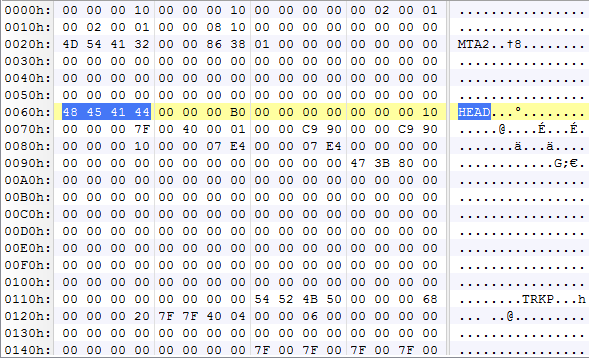 0000h: 00 00 00 10 00 00 00 10 00 00 00 00 00 02 00 01 ................
0010h: 00 02 00 01 00 00 08 10 00 00 00 00 00 00 00 00 ................
0020h: 4D 54 41 32 00 00 86 38 01 00 00 00 00 00 00 00 MTA2..†8........
0030h: 00 00 00 00 00 00 00 00 00 00 00 00 00 00 00 00 ................
0040h: 00 00 00 00 00 00 00 00 00 00 00 00 00 00 00 00 ................
0050h: 00 00 00 00 00 00 00 00 00 00 00 00 00 00 00 00 ................
0060h: 48 45 41 44 00 00 00 B0 00 00 00 00 00 00 00 10 HEAD...°........
0070h: 00 00 00 7F 00 40 00 01 00 00 C9 90 00 00 C9 90 .....@....É...É.
0080h: 00 00 00 10 00 00 07 E4 00 00 07 E4 00 00 00 00 .......ä...ä....
0090h: 00 00 00 00 00 00 00 00 00 00 00 00 47 3B 80 00 ............G;€.
00A0h: 00 00 00 00 00 00 00 00 00 00 00 00 00 00 00 00 ................
00B0h: 00 00 00 00 00 00 00 00 00 00 00 00 00 00 00 00 ................
00C0h: 00 00 00 00 00 00 00 00 00 00 00 00 00 00 00 00 ................
00D0h: 00 00 00 00 00 00 00 00 00 00 00 00 00 00 00 00 ................
00E0h: 00 00 00 00 00 00 00 00 00 00 00 00 00 00 00 00 ................
00F0h: 00 00 00 00 00 00 00 00 00 00 00 00 00 00 00 00 ................
0100h: 00 00 00 00 00 00 00 00 00 00 00 00 00 00 00 00 ................
0110h: 00 00 00 00 00 00 00 00 54 52 4B 50 00 00 00 68 ........TRKP...h
0120h: 00 00 00 20 7F 7F 40 04 00 00 06 00 00 00 00 00 ... ..@.........
0130h: 00 00 00 00 00 00 00 00 00 00 00 00 00 00 00 00 ................
0140h: 00 00 00 00 00 00 00 00 7F 00 7F 00 7F 00 7F 00 ................